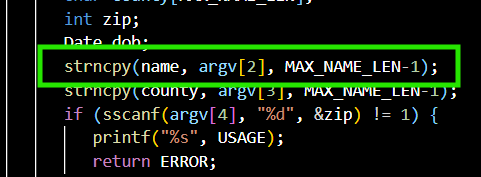 int zip;
Date dob;
strncpy(name, argv[2], MAX_NAME_LEN-1);
strncpy(county, argv[3], MAX_NAME_LEN-1);
if (sscanf(argv[4], "%d", &zip) != 1) {
printf("%s", USAGE);
return ERROR;